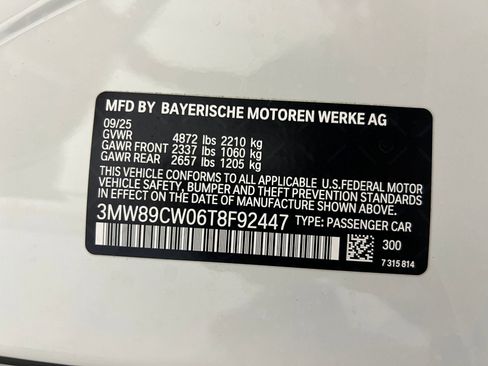 MFD BY BAYERISCHE MOTOREN WERKE AG
09/25
GVWR 4872 lbs 2210 kg
GAWR FRONT 2337 lbs 1060 kg
GAWR REAR 2657 lbs 1205 kg
THIS VEHICLE CONFORMS TO ALL APPLICABLE U.S.FEDERAL MOTOR
VEHICLE SAFETY, BUMPER AND THEFT PREVENTION STANDARDS
IN EFFECT ON THE DATE OF MANUFACTURE SHOWN ABOVE.
3MW89CW06T8F92447 TYPE: PASSENGER CAR
300
7 315 814